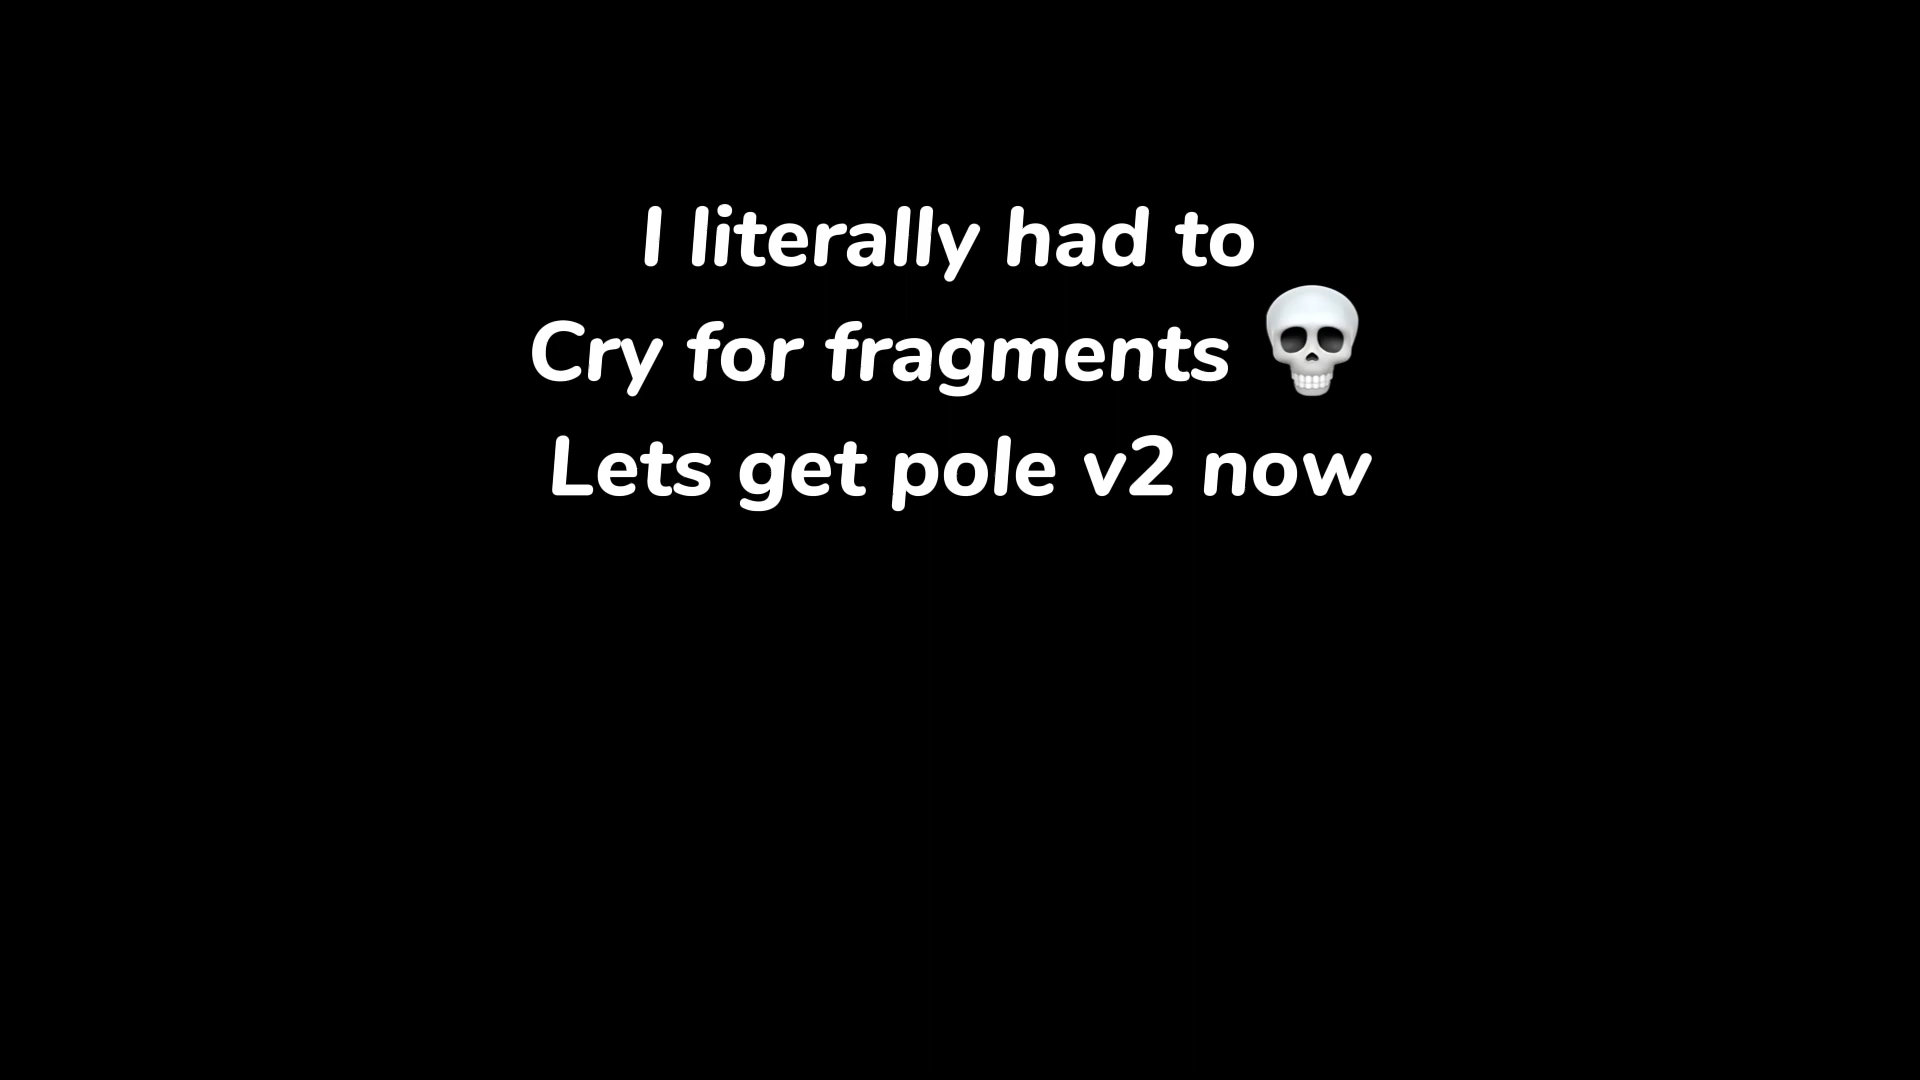 I literally had to
Cry for fragments 💀
Lets get pole v2 now